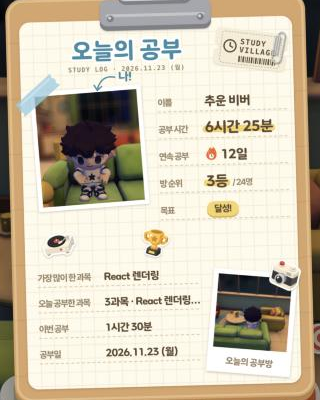 오늘의 공부
STUDY LOG · 2026.11.23 (월)
STUDY
VILLAGE
나!
이름 추운 비버
공부 시간 6시간 25분
연속 공부 12일
방 순위 3등 /24명
목표 달성!
가장 많이 한 과목 React 렌더링
오늘 공부한 과목 3과목 · React 렌더링...
이번 공부 1시간 30분
공부일 2026.11.23 (월)
오늘의 공부방